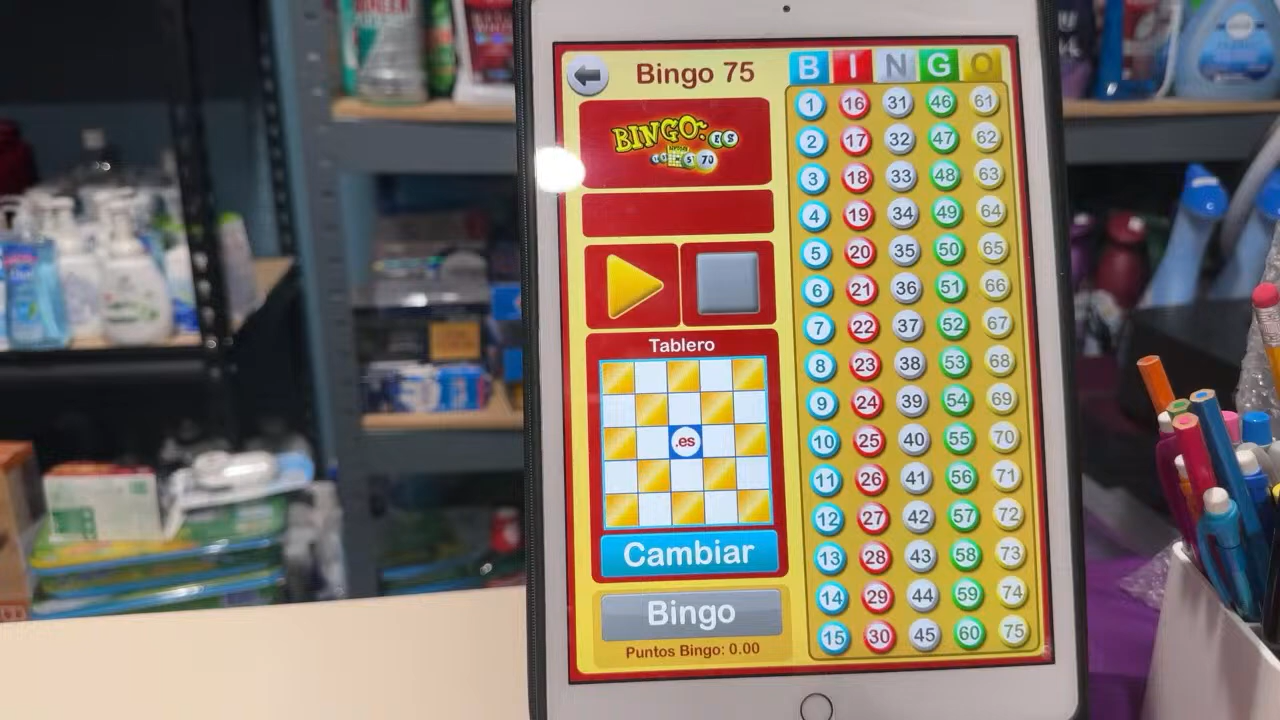 Bingo 75
BINGO
ES
5 70
Tablero
.es
Cambiar
Bingo
Puntos Bingo: 0.00
B I N G O
1 16 31 46 61
2 17 32 47 62
3 18 33 48 63
4 19 34 49 64
5 20 35 50 65
6 21 36 51 66
7 22 37 52 67
8 23 38 53 68
9 24 39 54 69
10 25 40 55 70
11 26 41 56 71
12 27 42 57 72
13 28 43 58 73
14 29 44 59 74
15 30 45 60 75